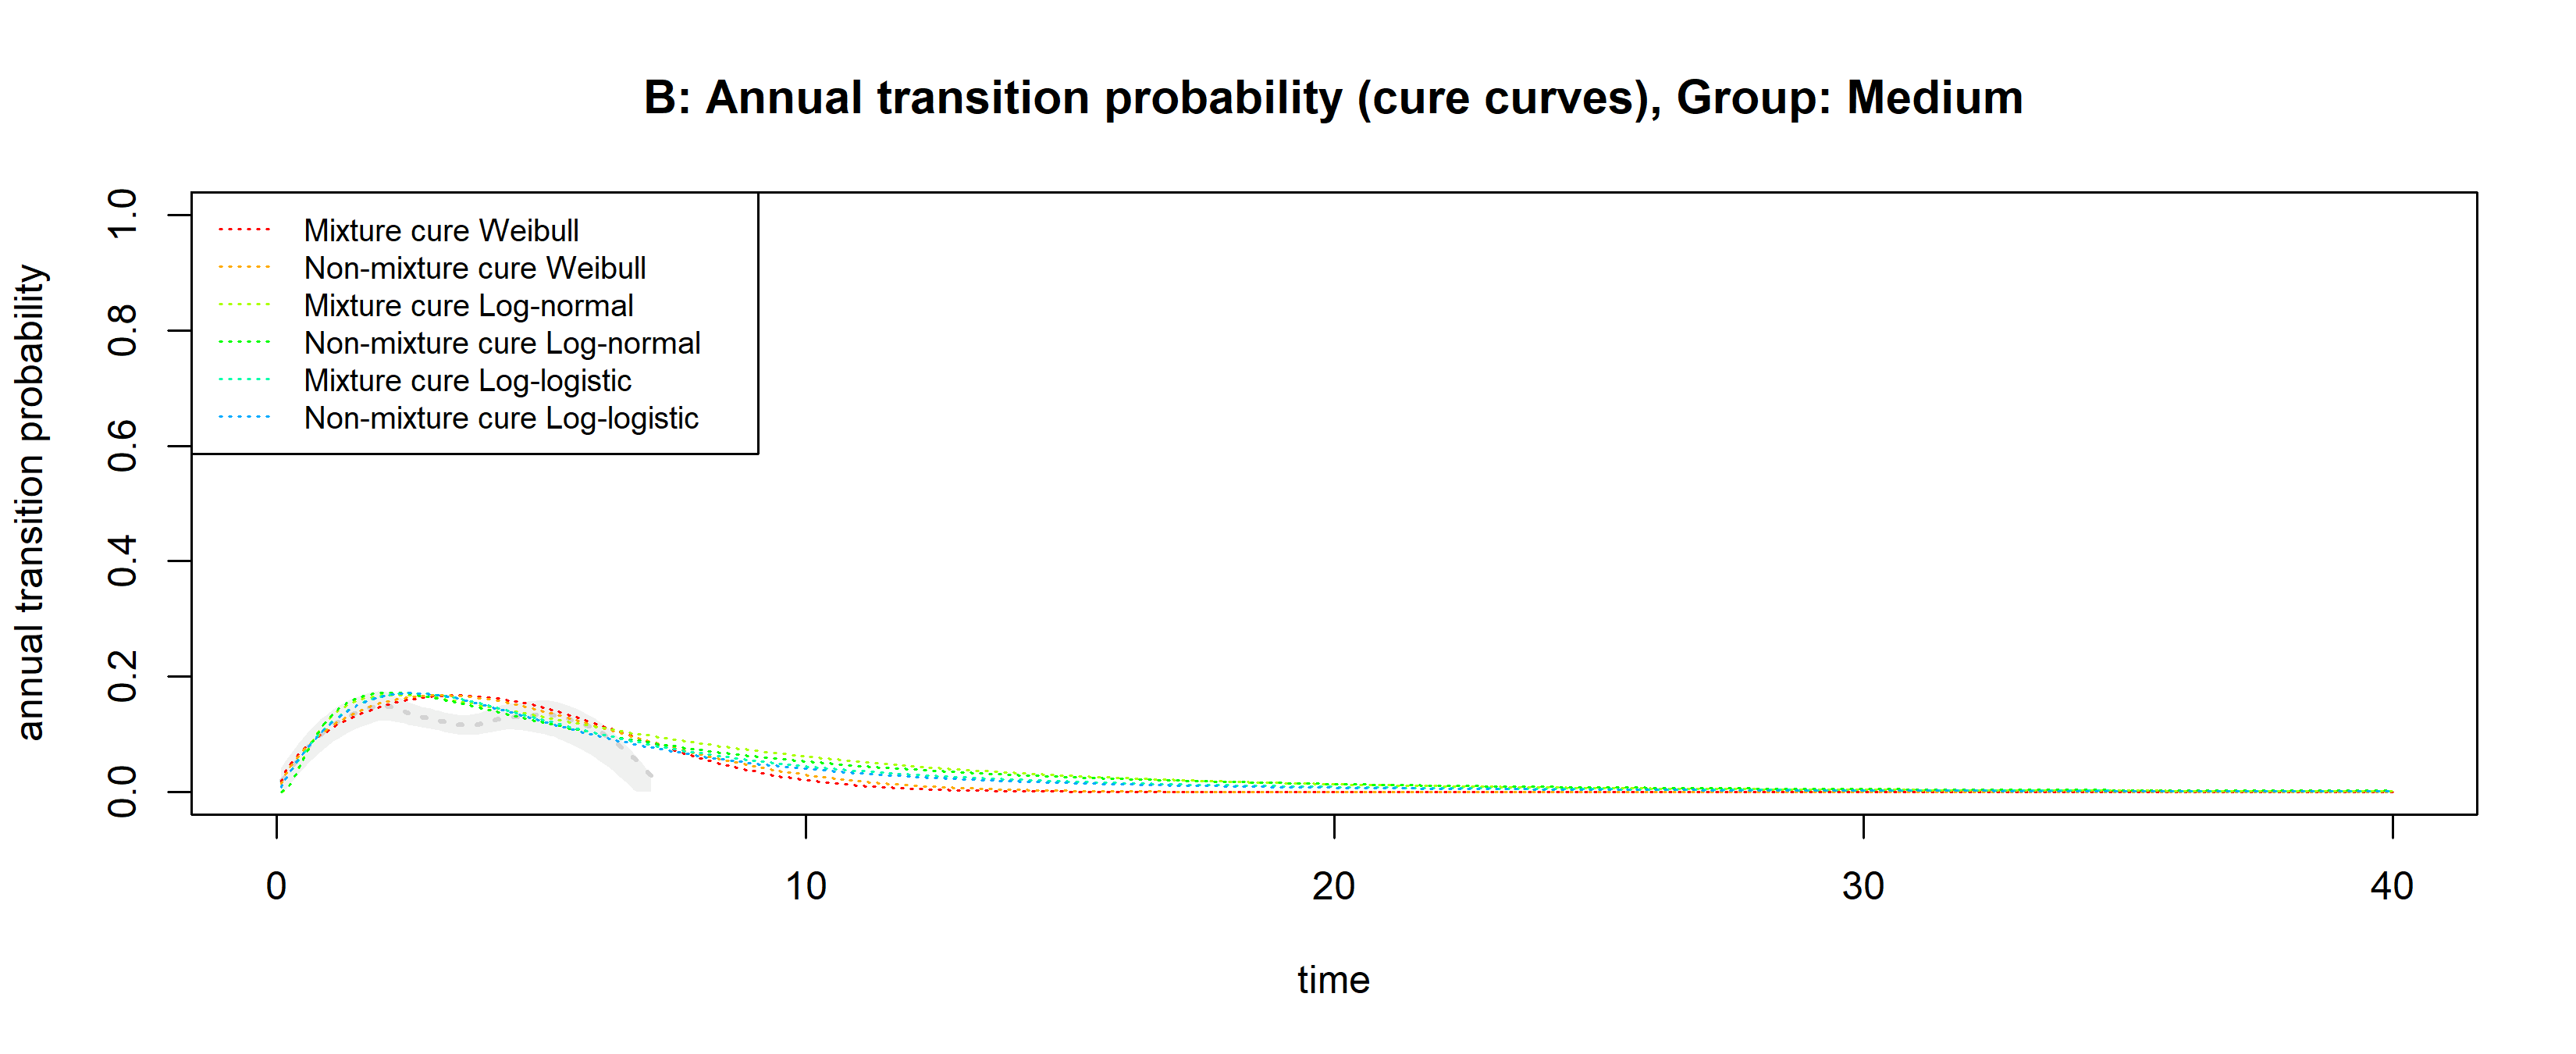 B: Annual transition probability (cure curves), Group: Medium
annual transition probability
1.0
0.8
0.6
0.4
0.2
0.0
Mixture cure Weibull
Non-mixture cure Weibull
Mixture cure Log-normal
Non-mixture cure Log-normal
Mixture cure Log-logistic
Non-mixture cure Log-logistic
0 10 20 30 40
time